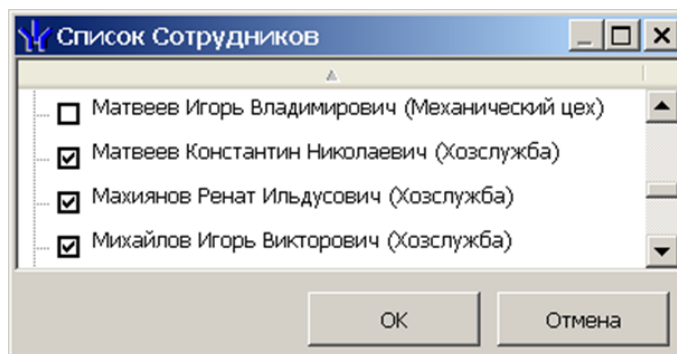 Список Сотрудников
Матвеев Игорь Владимирович (Механический цех)
Матвеев Константин Николаевич (Хозслужба)
Махиянов Ренат Ильдусович (Хозслужба)
Михайлов Игорь Викторович (Хозслужба)
ОК
Отмена